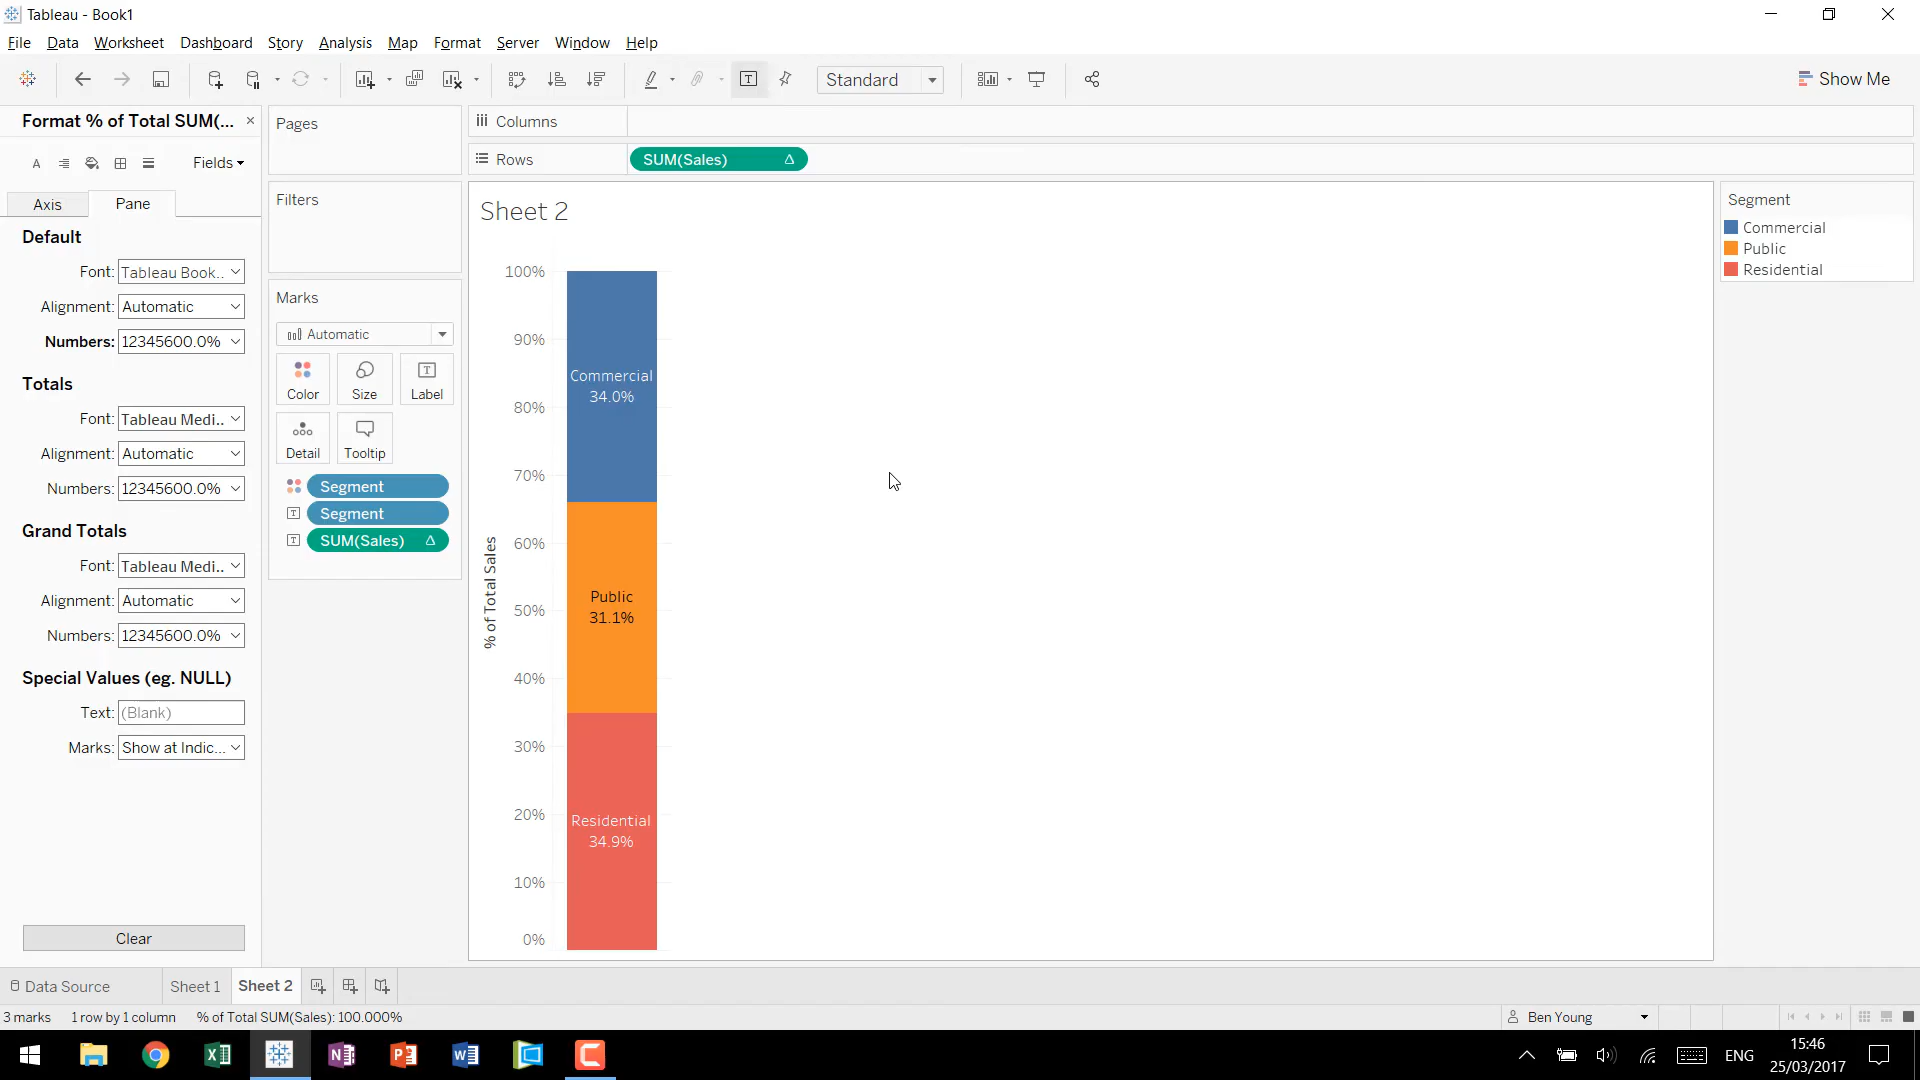 Tableau - Book1
File Data Worksheet Dashboard Story Analysis Map Format Server Window Help
Standard
Show Me
Format % of Total SUM(...
Fields
Axis
Pane
Default
Font: Tableau Book..
Alignment: Automatic
Numbers: 12345600.0%
Totals
Font: Tableau Medi..
Alignment: Automatic
Numbers: 12345600.0%
Grand Totals
Font: Tableau Medi..
Alignment: Automatic
Numbers: 12345600.0%
Special Values (eg. NULL)
Text: (Blank)
Marks: Show at Indic...
Clear
Pages
Filters
Marks
Automatic
Color
Size
Label
Detail
Tooltip
Segment
Segment
SUM(Sales) Δ
Columns
Rows
SUM(Sales) Δ
Sheet 2
% of Total Sales
100%
90%
80%
70%
60%
50%
40%
30%
20%
10%
0%
Commercial
34.0%
Public
31.1%
Residential
34.9%
Segment
Commercial
Public
Residential
Data Source
Sheet 1
Sheet 2
3 marks
1 row by 1 column
% of Total SUM(Sales): 100.000%
Ben Young
ENG
15:46
25/03/2017